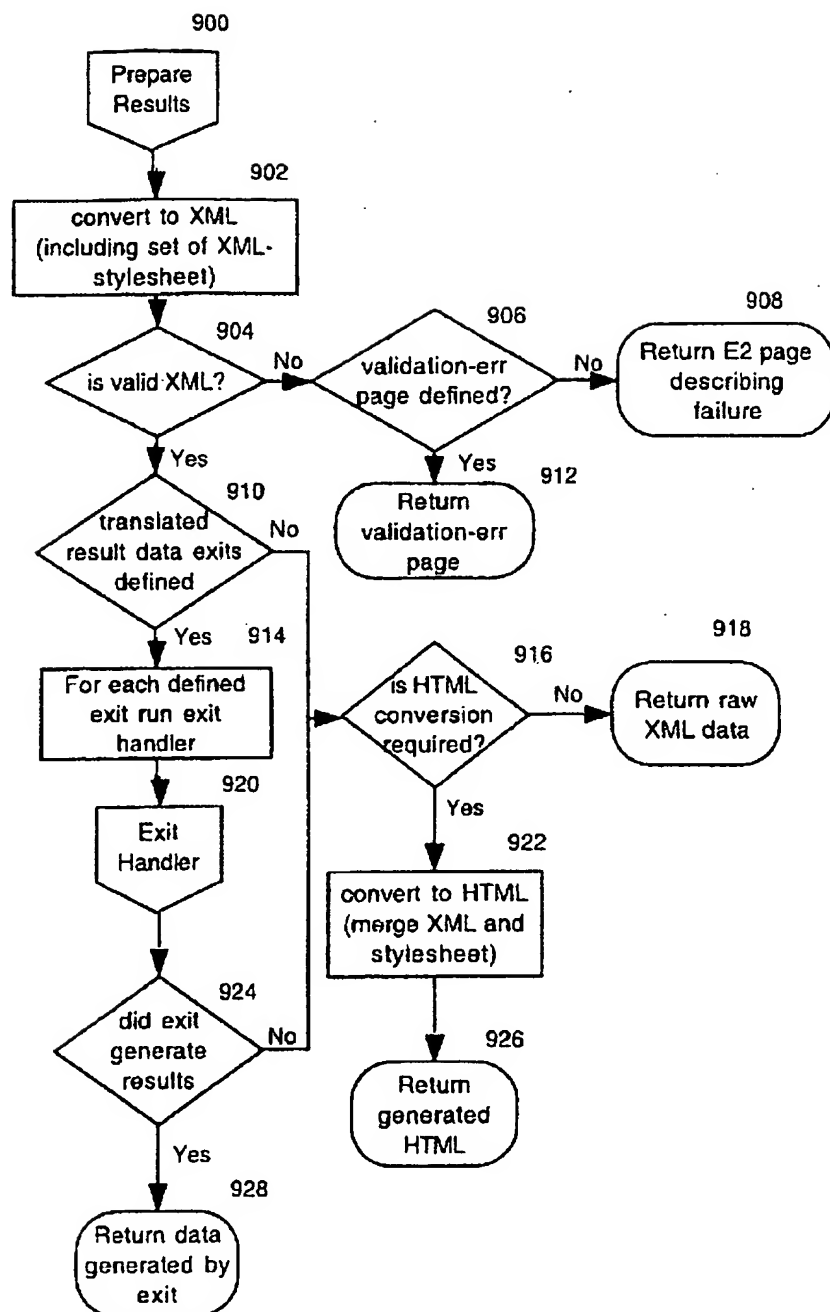 900
Prepare
Results
902
convert to XML
(including set of XML-
stylesheet)
904
is valid XML?
No
906
validation-err
page defined?
No
908
Return E2 page
describing
failure
Yes
Yes
910
912
translated
result data exits
defined
No
Return
validation-err
page
Yes
914
For each defined
exit run exit
handler
916
is HTML
conversion
required?
No
918
Return raw
XML data
920
Exit
Handler
Yes
922
convert to HTML
(merge XML and
stylesheet)
924
did exit
generate
results
No
926
Return
generated
HTML
Yes
928
Return data
generated by
exit